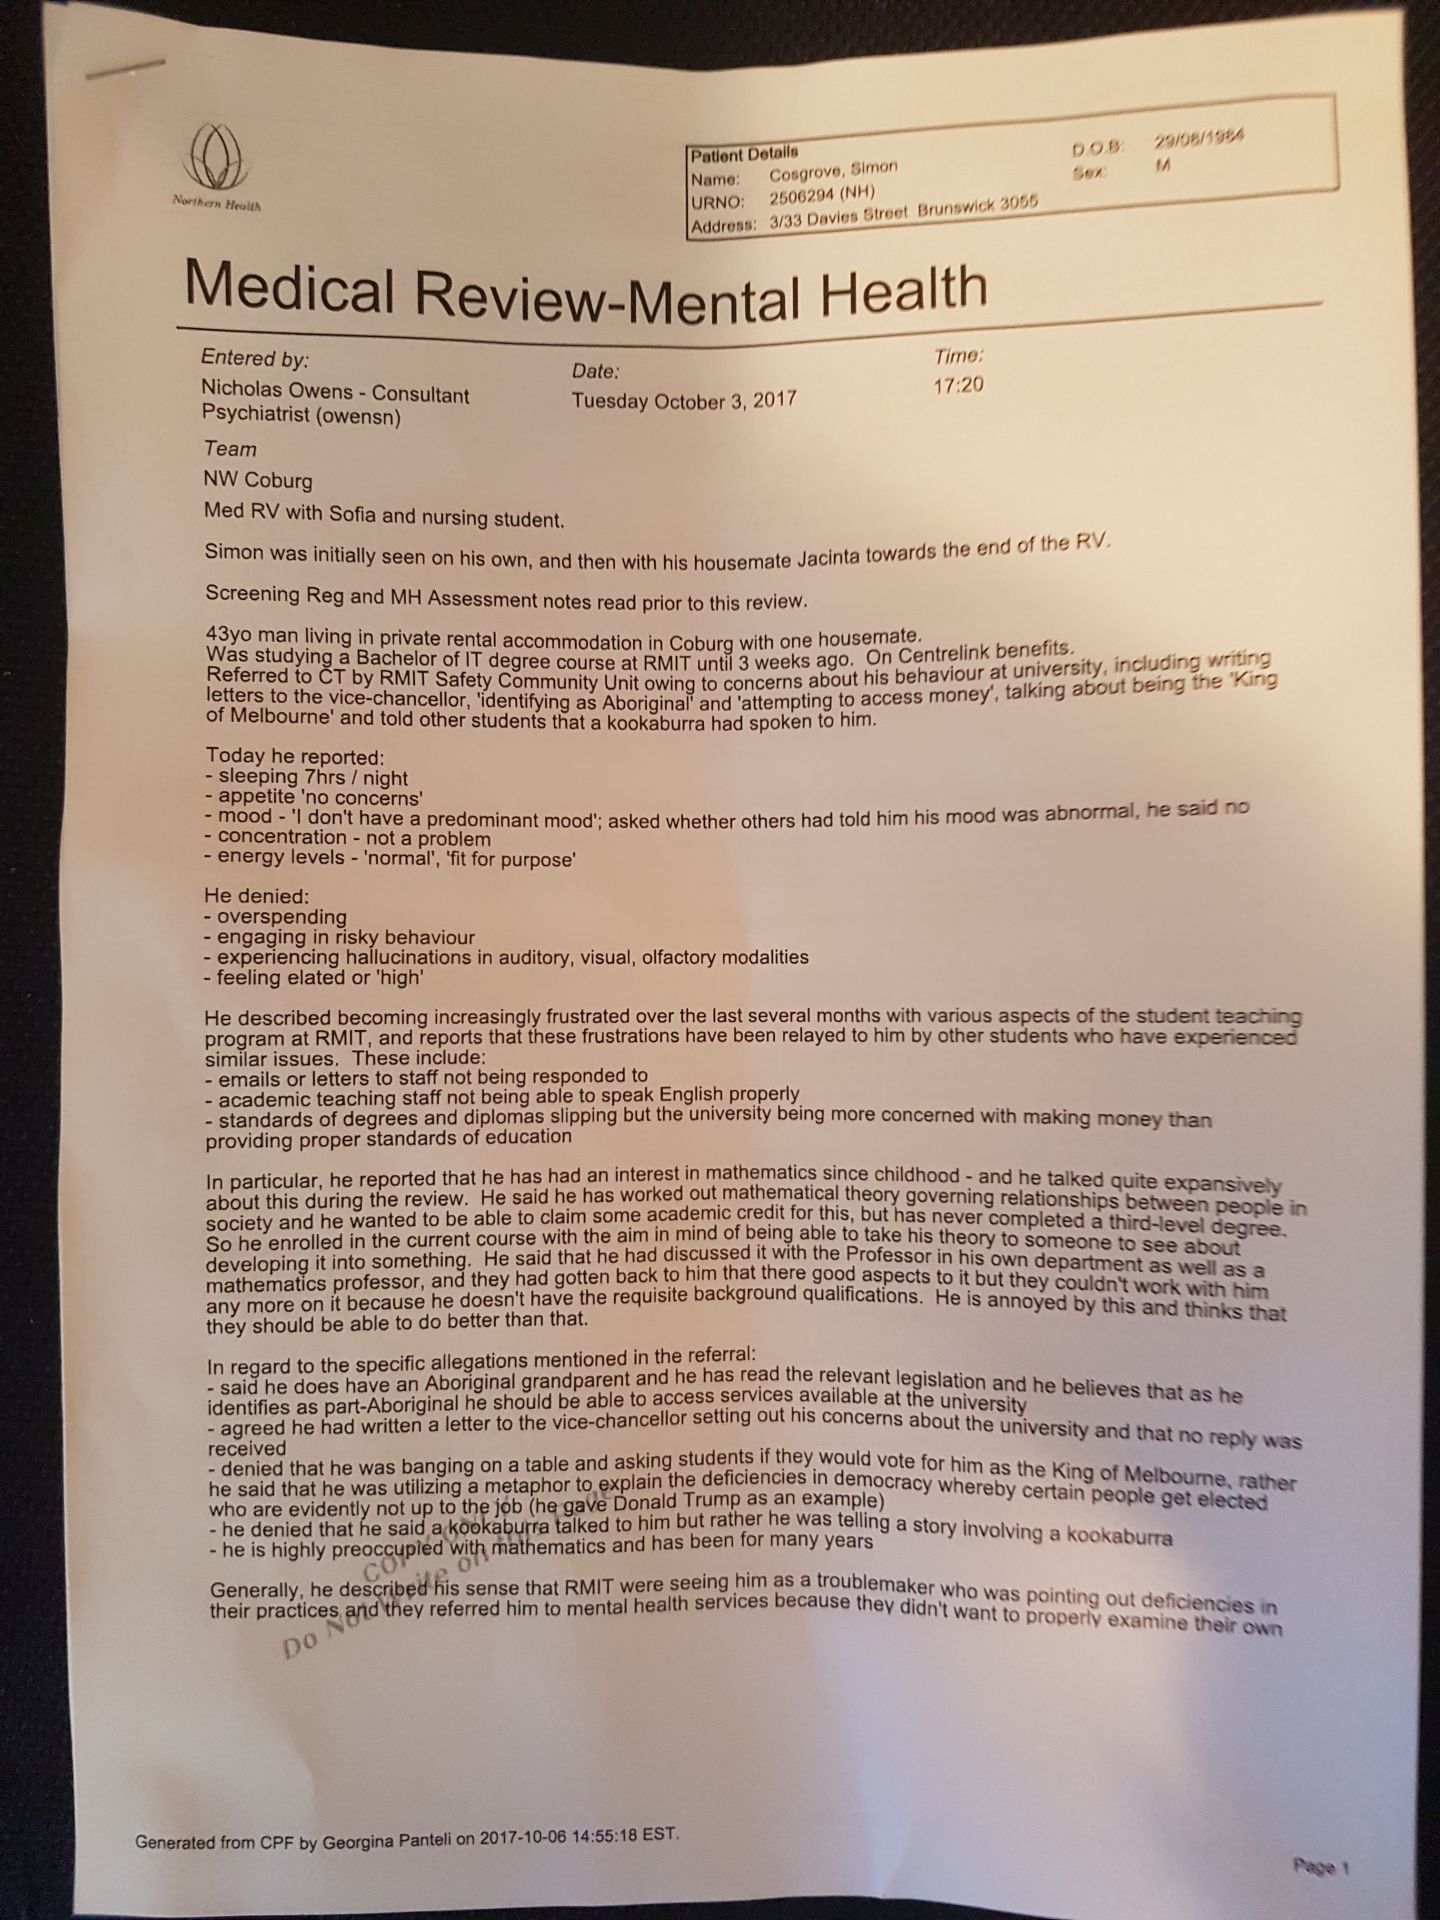 Northern Health
Patient Details
Name: Cosgrove, Simon
URNO: 2506294 (NH)
Address: 3/33 Davies Street Brunswick 3055
D.O.B: 29/08/1984
Sex: M
Medical Review-Mental Health
Entered by:
Nicholas Owens - Consultant
Psychiatrist (owensn)
Date:
Tuesday October 3, 2017
Time:
17:20
Team
NW Coburg
Med RV with Sofia and nursing student.
Simon was initially seen on his own, and then with his housemate Jacinta towards the end of the RV.
Screening Reg and MH Assessment notes read prior to this review.
43yo man living in private rental accommodation in Coburg with one housemate.
Was studying a Bachelor of IT degree course at RMIT until 3 weeks ago. On Centrelink benefits.
Referred to CT by RMIT Safety Community Unit owing to concerns about his behaviour at university, including writing
letters to the vice-chancellor, 'identifying as Aboriginal' and 'attempting to access money', talking about being the 'King
of Melbourne' and told other students that a kookaburra had spoken to him.
Today he reported:
- sleeping 7hrs / night
- appetite 'no concerns'
- mood - 'I don't have a predominant mood'; asked whether others had told him his mood was abnormal, he said no
- concentration - not a problem
- energy levels - 'normal', 'fit for purpose'
He denied:
- overspending
- engaging in risky behaviour
- experiencing hallucinations in auditory, visual, olfactory modalities
- feeling elated or 'high'
He described becoming increasingly frustrated over the last several months with various aspects of the student teaching
program at RMIT, and reports that these frustrations have been relayed to him by other students who have experienced
similar issues. These include:
- emails or letters to staff not being responded to
- academic teaching staff not being able to speak English properly
- standards of degrees and diplomas slipping but the university being more concerned with making money than
providing proper standards of education
In particular, he reported that he has had an interest in mathematics since childhood - and he talked quite expansively
about this during the review. He said he has worked out mathematical theory governing relationships between people in
society and he wanted to be able to claim some academic credit for this, but has never completed a third-level degree.
So he enrolled in the current course with the aim in mind of being able to take his theory to someone to see about
developing it into something. He said that he had discussed it with the Professor in his own department as well as a
mathematics professor, and they had gotten back to him that there good aspects to it but they couldn't work with him
any more on it because he doesn't have the requisite background qualifications. He is annoyed by this and thinks that
they should be able to do better than that.
In regard to the specific allegations mentioned in the referral:
- said he does have an Aboriginal grandparent and he has read the relevant legislation and he believes that as he
identifies as part-Aboriginal he should be able to access services available at the university
- agreed he had written a letter to the vice-chancellor setting out his concerns about the university and that no reply was
received
- denied that he was banging on a table and asking students if they would vote for him as the King of Melbourne, rather
he said that he was utilizing a metaphor to explain the deficiencies in democracy whereby certain people get elected
who are evidently not up to the job (he gave Donald Trump as an example)
- he denied that he said a kookaburra talked to him but rather he was telling a story involving a kookaburra
- he is highly preoccupied with mathematics and has been for many years
Generally, he described his sense that RMIT were seeing him as a troublemaker who was pointing out deficiencies in
their practices and they referred him to mental health services because they didn't want to properly examine their own
Do Not write on
Generated from CPF by Georgina Panteli on 2017-10-06 14:55:18 EST.
Page 1